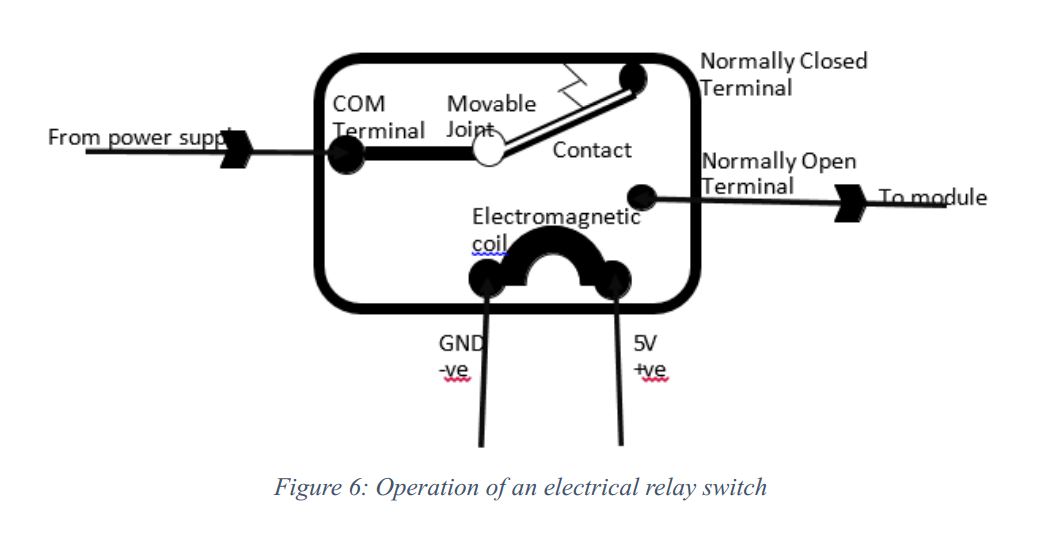 Normally Closed
Terminal
COM
Terminal
Movable
Joint
From power supply
Contact
Normally Open
Terminal
To module
Electromagnetic
coil
GND
-ve
5V
+ve
Figure 6: Operation of an electrical relay switch